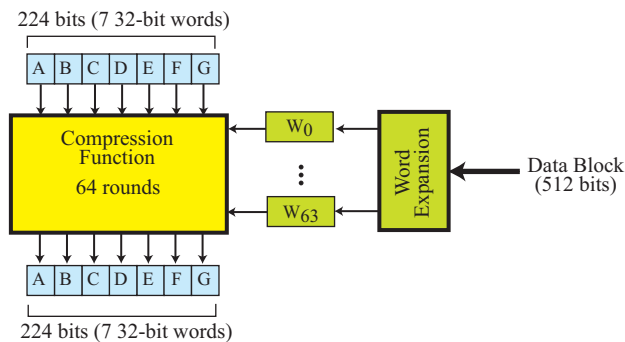 224 bits (7 32-bit words)
A B C D E F G
Compression
Function
64 rounds
W0
...
W63
Word
Expansion
Data Block
(512 bits)
A B C D E F G
224 bits (7 32-bit words)